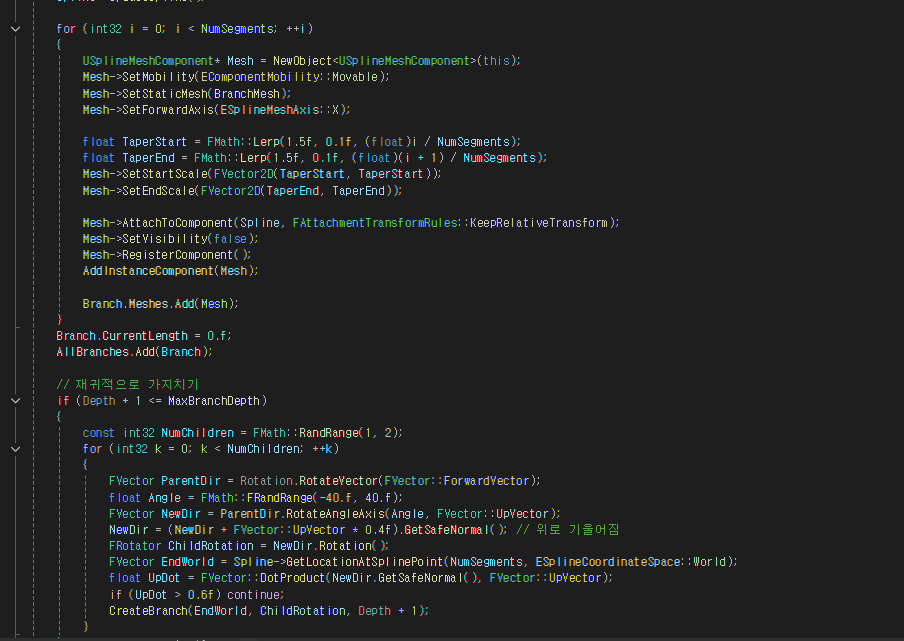 for (int32 i = 0; i < NumSegments; ++i)
{
USplineMeshComponent* Mesh = NewObject<USplineMeshComponent>(this);
Mesh->SetMobility(EComponentMobility::Movable);
Mesh->SetStaticMesh(BranchMesh);
Mesh->SetForwardAxis(ESplineMeshAxis::X);
float TaperStart = FMath::Lerp(1.5f, 0.1f, (float)i / NumSegments);
float TaperEnd = FMath::Lerp(1.5f, 0.1f, (float)(i + 1) / NumSegments);
Mesh->SetStartScale(FVector2D(TaperStart, TaperStart));
Mesh->SetEndScale(FVector2D(TaperEnd, TaperEnd));
Mesh->AttachToComponent(Spline, FAttachmentTransformRules::KeepRelativeTransform);
Mesh->SetVisibility(false);
Mesh->RegisterComponent();
AddInstanceComponent(Mesh);
Branch.Meshes.Add(Mesh);
}
Branch.CurrentLength = 0.f;
AllBranches.Add(Branch);
// 재귀적으로 가지치기
if (Depth + 1 <= MaxBranchDepth)
{
const int32 NumChildren = FMath::RandRange(1, 2);
for (int32 k = 0; k < NumChildren; ++k)
{
FVector ParentDir = Rotation.RotateVector(FVector::ForwardVector);
float Angle = FMath::FRandRange(-40.f, 40.f);
FVector NewDir = ParentDir.RotateAngleAxis(Angle, FVector::UpVector);
NewDir = (NewDir + FVector::UpVector * 0.4f).GetSafeNormal(); // 위로 기울어짐
FRotator ChildRotation = NewDir.Rotation();
FVector EndWorld = Spline->GetLocationAtSplinePoint(NumSegments, ESplineCoordinateSpace::World);
float UpDot = FVector::DotProduct(NewDir.GetSafeNormal(), FVector::UpVector);
if (UpDot > 0.6f) continue;
CreateBranch(EndWorld, ChildRotation, Depth + 1);
}